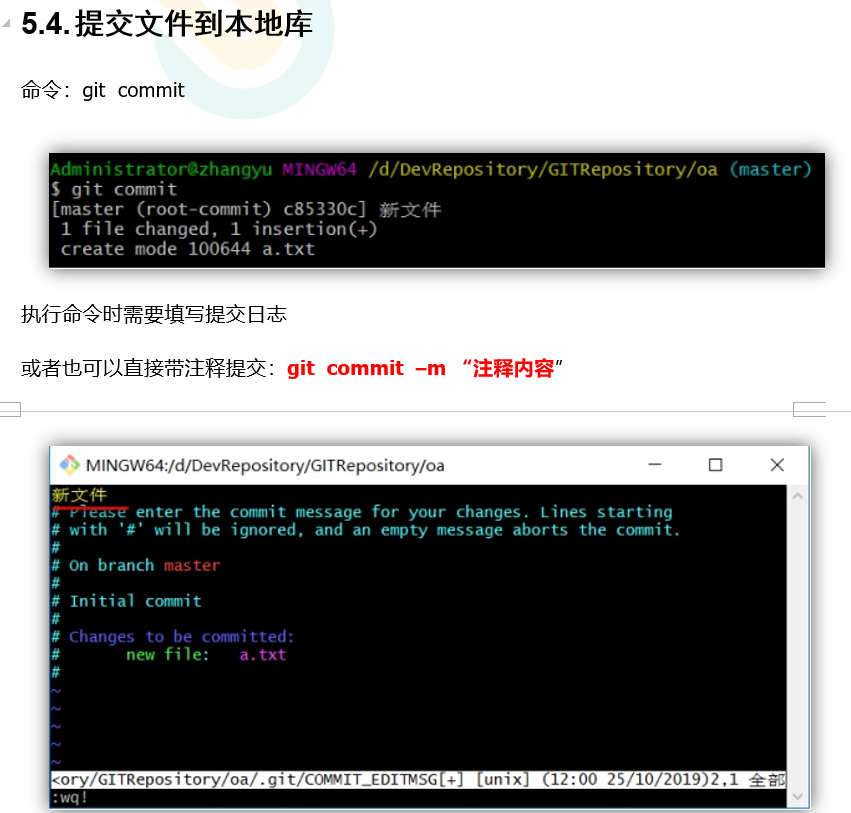 5.4.提交文件到本地库
命令：git commit
Administrator@zhangyu MINGW64 /d/DevRepository/GITRepository/oa (master)
$ git commit
[master (root-commit) c85330c] 新文件
1 file changed, 1 insertion(+)
create mode 100644 a.txt
执行命令时需要填写提交日志
或者也可以直接带注释提交：git commit –m “注释内容”
MINGW64:/d/DevRepository/GITRepository/oa
新文件
# Please enter the commit message for your changes. Lines starting
# with '#' will be ignored, and an empty message aborts the commit.
#
# On branch master
#
# Initial commit
#
# Changes to be committed:
#       new file:   a.txt
#
~
~
~
~
~
<ory/GITRepository/oa/.git/COMMIT_EDITMSG[+] [unix] (12:00 25/10/2019)2,1 全部
:wq!